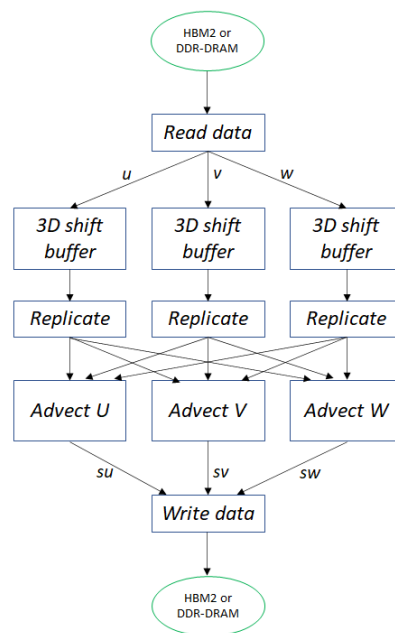 HBM2 or
DDR-DRAM
Read data
u v w
3D shift 3D shift 3D shift
buffer buffer buffer
Replicate Replicate Replicate
Advect U Advect V Advect W
su sv sw
Write data
HBM2 or
DDR-DRAM